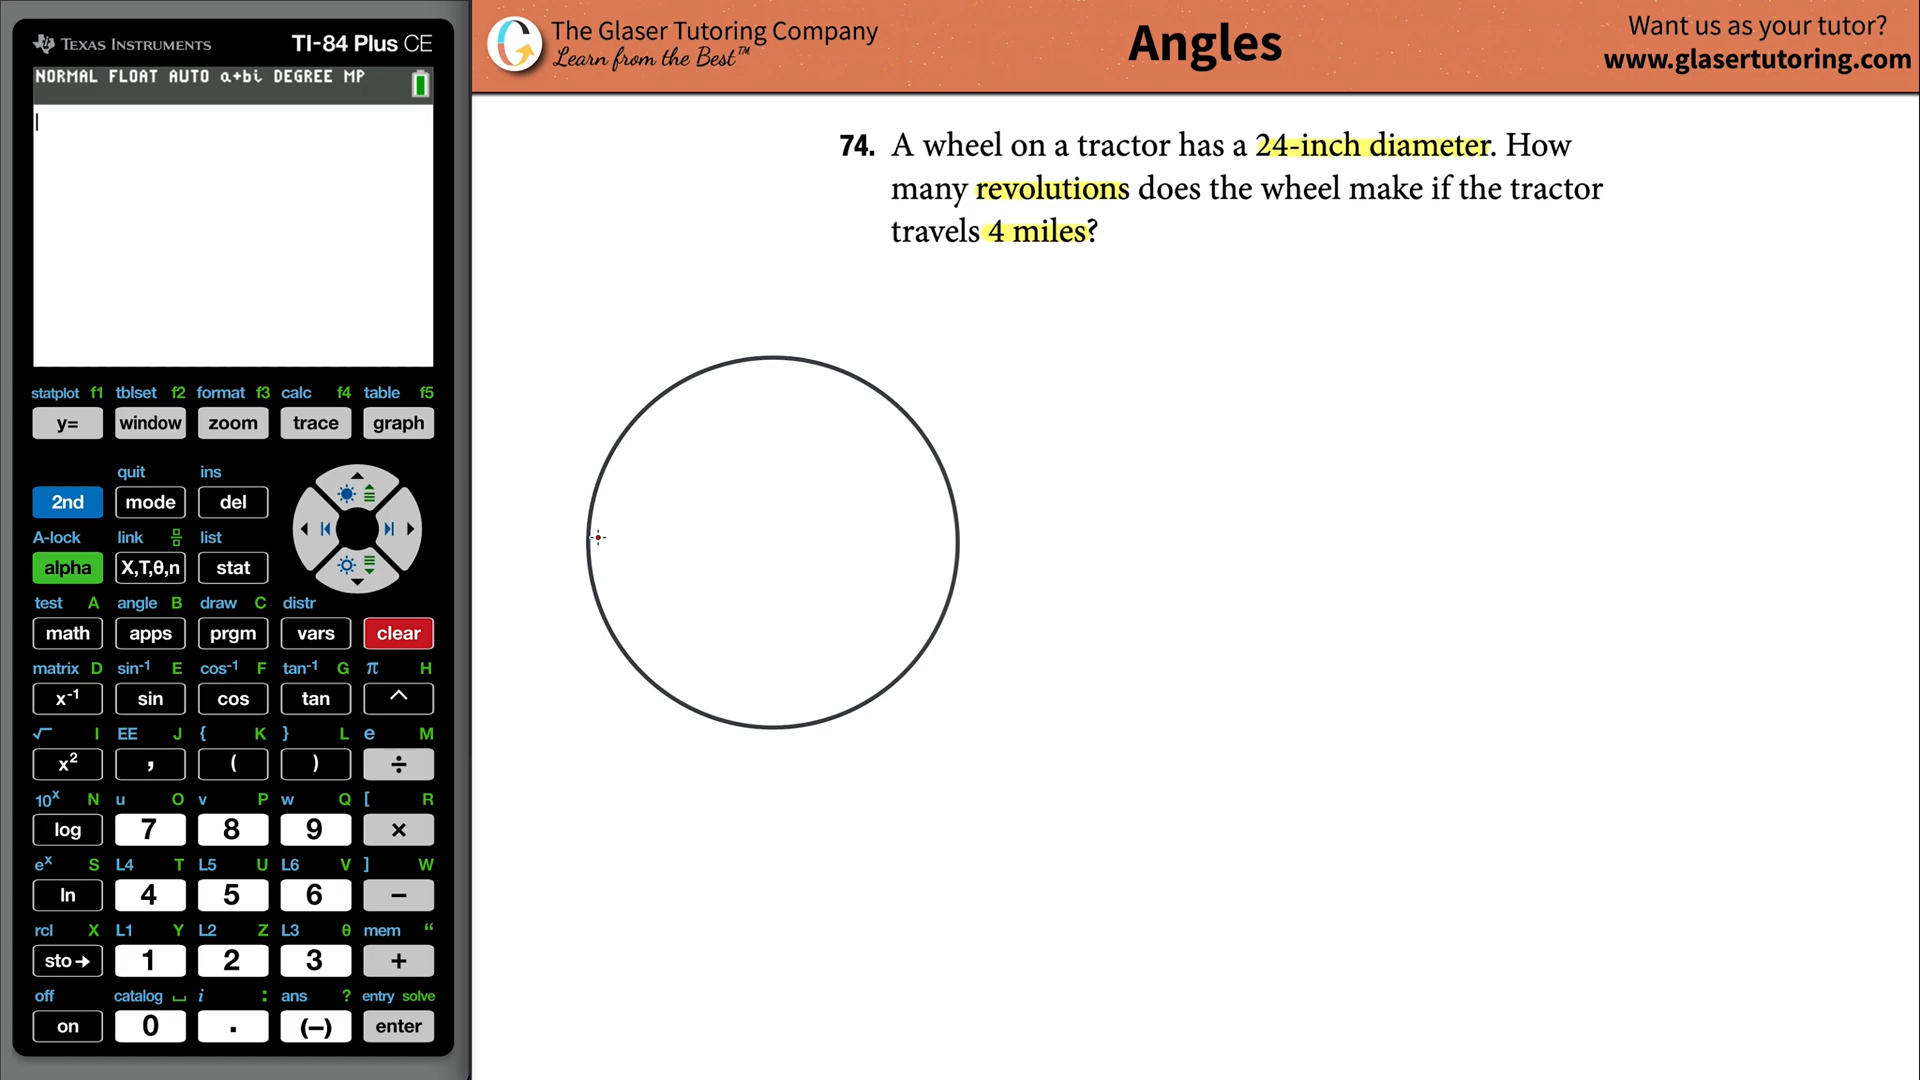 TEXAS INSTRUMENTS TI-84 Plus CE
NORMAL FLOAT AUTO a+bi DEGREE MP
statplot f1 tblset f2 format f3 calc f4 table f5
y= window zoom trace graph
quit ins
2nd mode del
A-lock link list
alpha X,T,θ,n stat
test A angle B draw C distr
math apps prgm vars clear
matrix D sin⁻¹ E cos⁻¹ F tan⁻¹ G π H
x⁻¹ sin cos tan ^
√ I EE J { K } L e M
x² , ( ) ÷
10ˣ N u O v P w Q [ R
log 7 8 9 ×
eˣ S L4 T L5 U L6 V ] W
ln 4 5 6 −
rcl X L1 Y L2 Z L3 θ mem “
sto→ 1 2 3 +
off catalog ⎵ i : ans ? entry solve
on 0 . (−) enter
The Glaser Tutoring Company
Learn from the Best™
Angles
Want us as your tutor?
www.glasertutoring.com
74. A wheel on a tractor has a 24-inch diameter. How
many revolutions does the wheel make if the tractor
travels 4 miles?